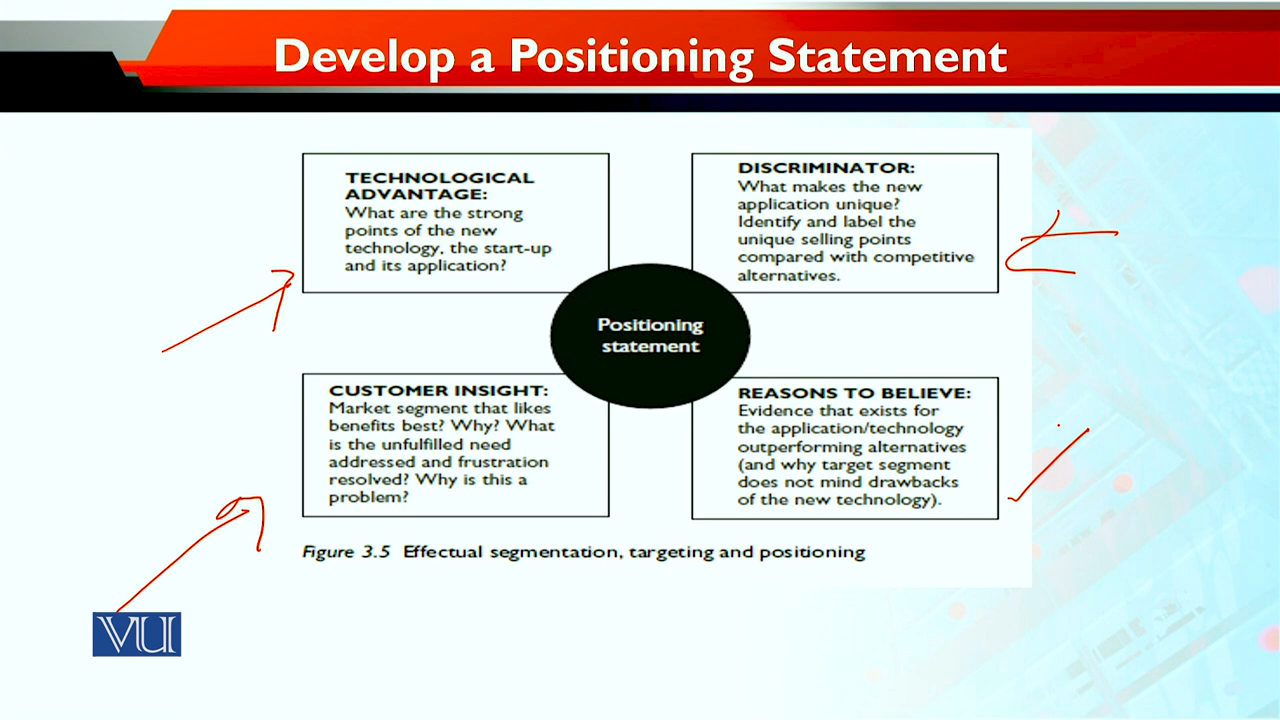 Develop a Positioning Statement
TECHNOLOGICAL
ADVANTAGE:
What are the strong
points of the new
technology, the start-up
and its application?
DISCRIMINATOR:
What makes the new
application unique?
Identify and label the
unique selling points
compared with competitive
alternatives.
Positioning
statement
CUSTOMER INSIGHT:
Market segment that likes
benefits best? Why? What
is the unfulfilled need
addressed and frustration
resolved? Why is this a
problem?
REASONS TO BELIEVE:
Evidence that exists for
the application/technology
outperforming alternatives
(and why target segment
does not mind drawbacks
of the new technology).
Figure 3.5 Effectual segmentation, targeting and positioning
VU